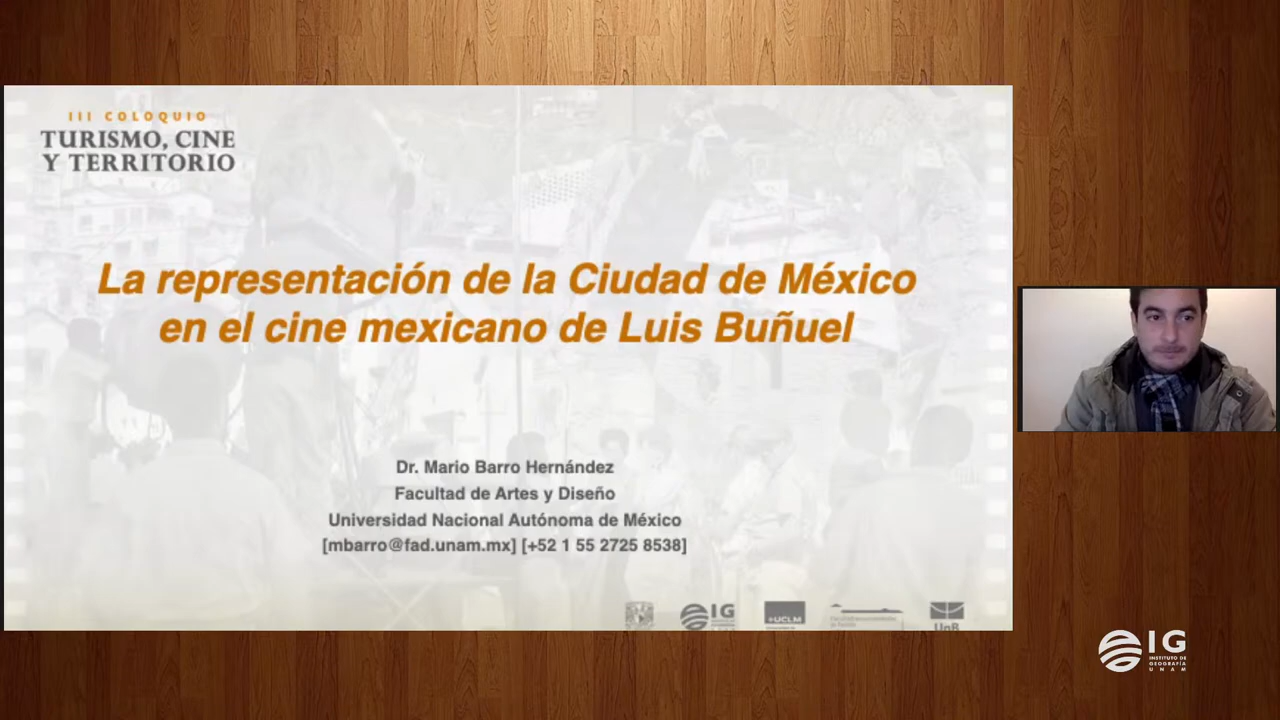 III COLOQUIO
TURISMO, CINE
Y TERRITORIO
La representación de la Ciudad de México
en el cine mexicano de Luis Buñuel
Dr. Mario Barro Hernández
Facultad de Artes y Diseño
Universidad Nacional Autónoma de México
[mbarro@fad.unam.mx] [+52 1 55 2725 8538]
IG
UCLM
UnB
IG
INSTITUTO DE
GEOGRAFÍA
UNAM